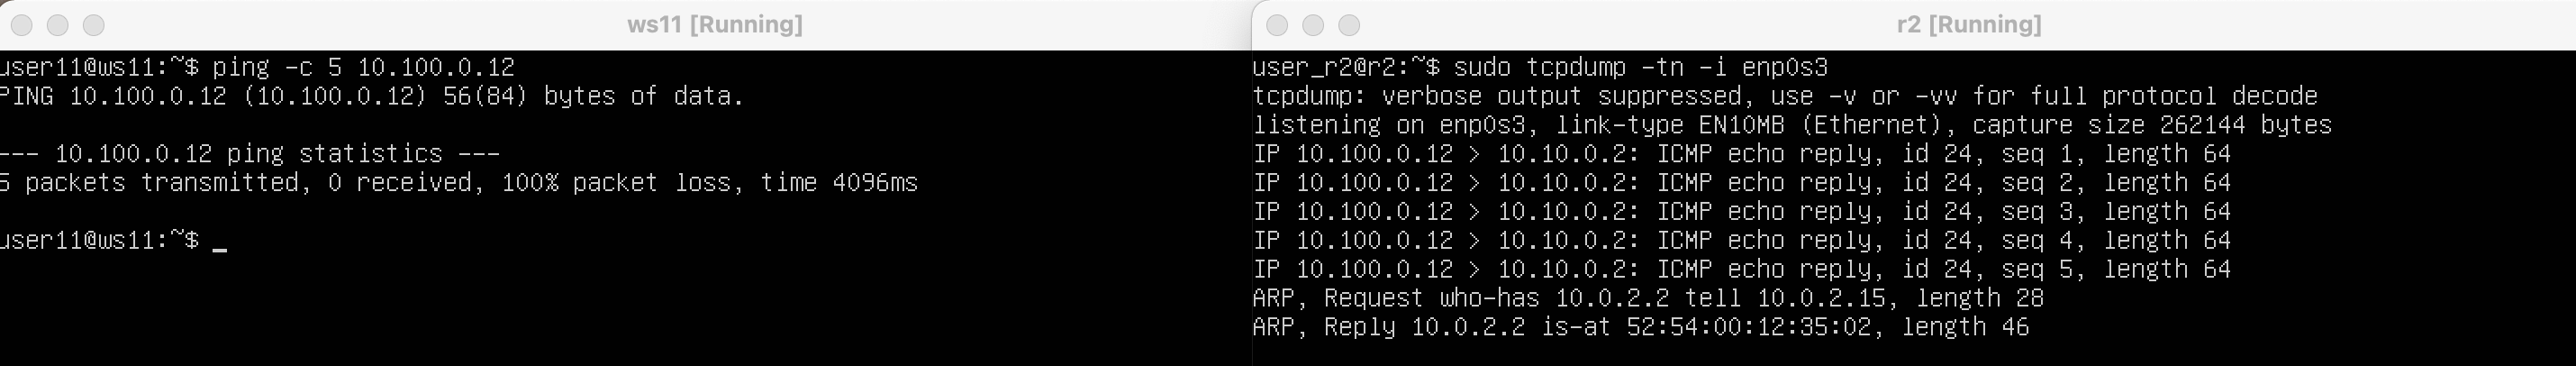 ws11 [Running]
user11@ws11:~$ ping -c 5 10.100.0.12
PING 10.100.0.12 (10.100.0.12) 56(84) bytes of data.
--- 10.100.0.12 ping statistics ---
5 packets transmitted, 0 received, 100% packet loss, time 4096ms
user11@ws11:~$ _
r2 [Running]
user_r2@r2:~$ sudo tcpdump -tn -i enp0s3
tcpdump: verbose output suppressed, use -v or -vv for full protocol decode
listening on enp0s3, link-type EN10MB (Ethernet), capture size 262144 bytes
IP 10.100.0.12 > 10.10.0.2: ICMP echo reply, id 24, seq 1, length 64
IP 10.100.0.12 > 10.10.0.2: ICMP echo reply, id 24, seq 2, length 64
IP 10.100.0.12 > 10.10.0.2: ICMP echo reply, id 24, seq 3, length 64
IP 10.100.0.12 > 10.10.0.2: ICMP echo reply, id 24, seq 4, length 64
IP 10.100.0.12 > 10.10.0.2: ICMP echo reply, id 24, seq 5, length 64
ARP, Request who-has 10.0.2.2 tell 10.0.2.15, length 28
ARP, Reply 10.0.2.2 is-at 52:54:00:12:35:02, length 46